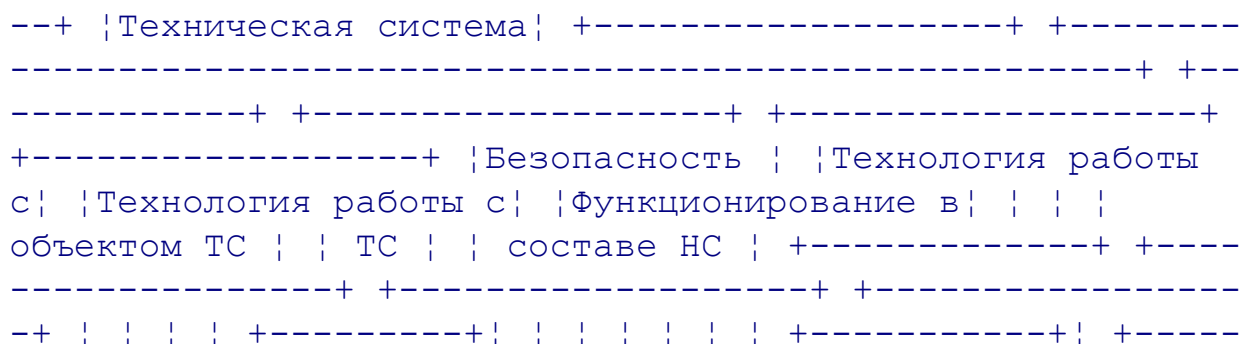 --+ ¦Техническая система¦ +-------------------+ +--------
----------------------------------------------------+ +--
------------+ +-------------------+ +-------------------+
+------------------+ ¦Безопасность ¦ ¦Технология работы
с¦ ¦Технология работы с¦ ¦Функционирование в¦ ¦ ¦ ¦
объектом ТС ¦ ¦ ТС ¦ ¦ составе НС ¦ +-------------+ +----
---------------+ +-------------------+ +-----------------
-+ ¦ ¦ ¦ ¦ +---------+¦ ¦ ¦ ¦ ¦ ¦ ¦ +-----------+¦ +-----